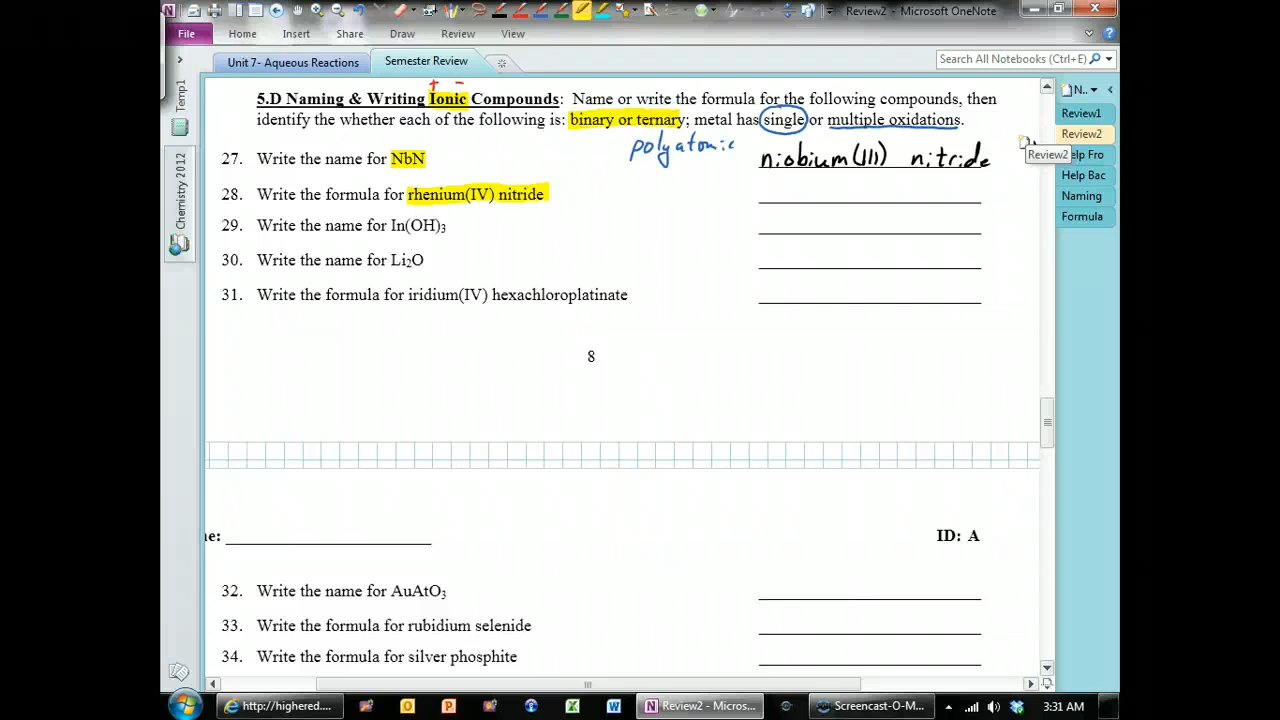 Review2 - Microsoft OneNote
File Home Insert Share Draw Review View
Unit 7- Aqueous Reactions Semester Review Search All Notebooks (Ctrl+E)
+ −
5.D Naming & Writing Ionic Compounds: Name or write the formula for the following compounds, then
identify the whether each of the following is: binary or ternary; metal has single or multiple oxidations.
polyatomic
27. Write the name for NbN niobium(III) nitride
28. Write the formula for rhenium(IV) nitride
29. Write the name for In(OH)₃
30. Write the name for Li₂O
31. Write the formula for iridium(IV) hexachloroplatinate
8
ne: ID: A
32. Write the name for AuAtO₃
33. Write the formula for rubidium selenide
34. Write the formula for silver phosphite
Temp1
Chemistry 2012
N..
Review1
Review2
Review2
elp Fro
Help Bac
Naming
Formula
http://highered.... Review2 - Micros... Screencast-O-M... 3:31 AM